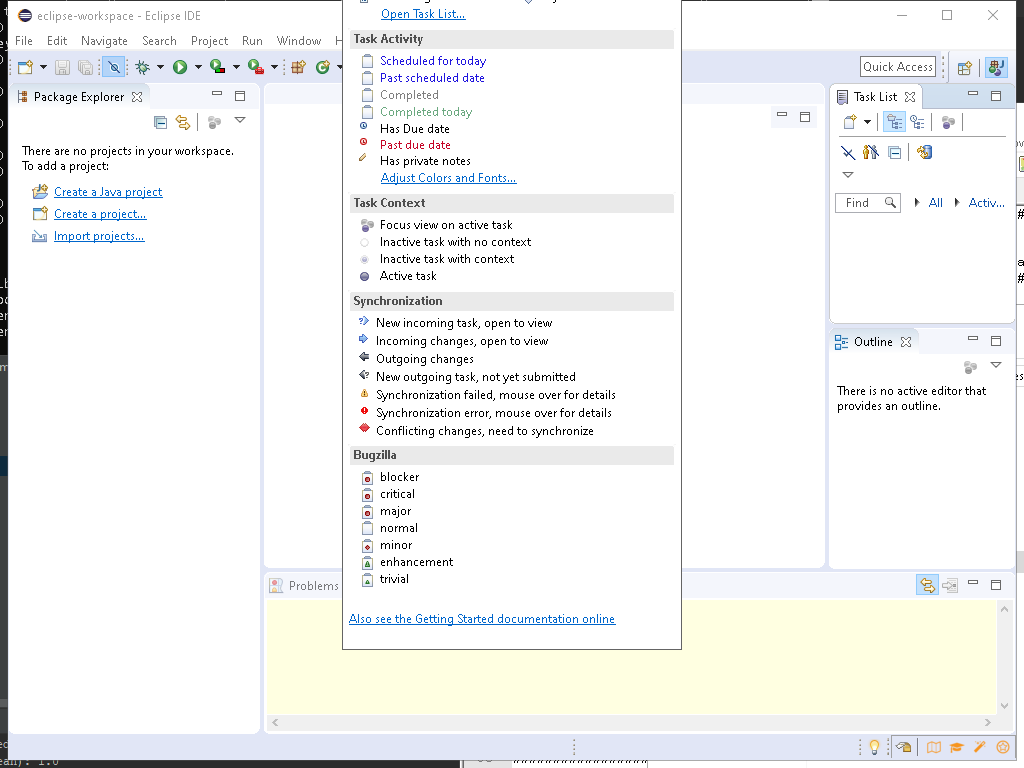 eclipse-workspace - Eclipse IDE
File Edit Navigate Search Project Run Window
Quick Access
Package Explorer
There are no projects in your workspace.
To add a project:
Create a Java project
Create a project...
Import projects...
Open Task List...
Task Activity
Scheduled for today
Past scheduled date
Completed
Completed today
Has Due date
Past due date
Has private notes
Adjust Colors and Fonts...
Task Context
Focus view on active task
Inactive task with no context
Inactive task with context
Active task
Synchronization
New incoming task, open to view
Incoming changes, open to view
Outgoing changes
New outgoing task, not yet submitted
Synchronization failed, mouse over for details
Synchronization error, mouse over for details
Conflicting changes, need to synchronize
Bugzilla
blocker
critical
major
normal
minor
enhancement
trivial
Also see the Getting Started documentation online
Task List
Find All Activ...
Outline
There is no active editor that
provides an outline.
Problems